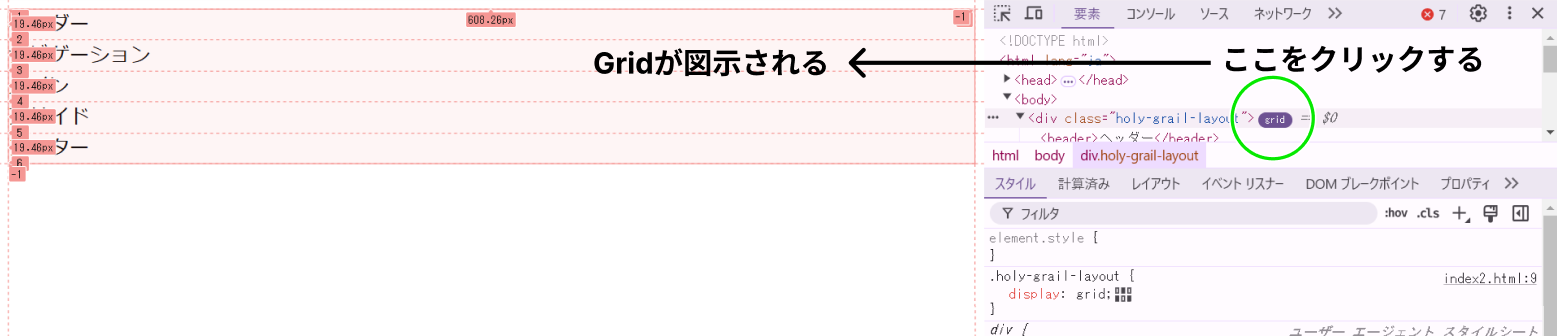 1
608.26px
-1
19.46px
ダー
2
19.46px
ゲーション
3
19.46px
ン
4
19.46px
イド
5
19.46px
ター
6
-1
Gridが図示される
ここをクリックする
要素
コンソール
ソース
ネットワーク
7
<!DOCTYPE html>
<html lang="ja">
<head> … </head>
<body>
… <div class="holy-grail-layout"> grid == $0
<header>ヘッダー</header>
html body div.holy-grail-layout
スタイル 計算済み レイアウト イベント リスナー DOM ブレークポイント プロパティ
フィルタ
:hov .cls
element.style {
}
.holy-grail-layout {
index2.html:9
display: grid;
}
div {
ユーザー エージェント スタイルシート